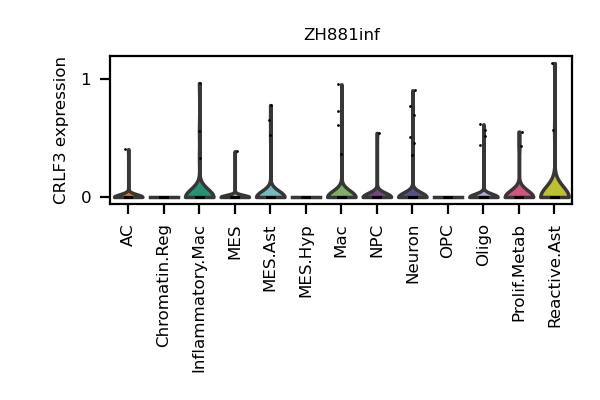 ZH881inf
CRLF3 expression
1
0
AC
Chromatin.Reg
Inflammatory.Mac
MES
MES.Ast
MES.Hyp
Mac
NPC
Neuron
OPC
Oligo
Prolif.Metab
Reactive.Ast